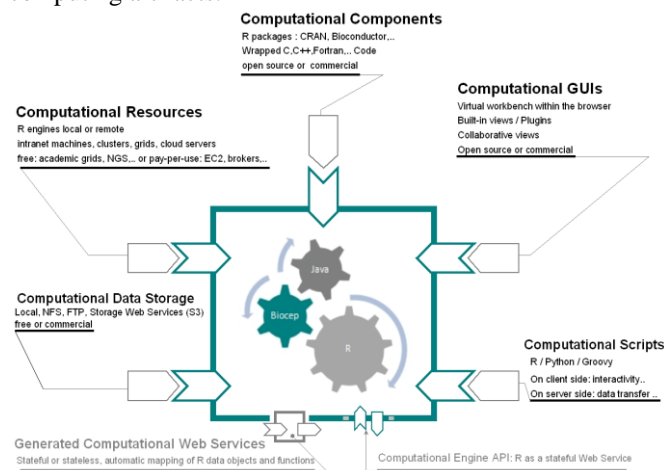 Computational Components
R packages : CRAN, Bioconductor,..
Wrapped C,C++,Fortran,.. Code
open source or commercial
Computational GUIs
Virtual workbench within the browser
Built-in views / Plugins
Collaborative views
Open source or commercial
Computational Resources
R engines local or remote
intranet machines, clusters, grids, cloud servers
free: academic grids, NGS,.. or pay-per-use: EC2, brokers,..
Java
Biocep
R
Computational Data Storage
Local, NFS, FTP, Storage Web Services (S3)
free or commercial
Computational Scripts
R / Python / Groovy
On client side: interactivity..
On server side: data transfer ..
Generated Computational Web Services
Stateful or stateless, automatic mapping of R data objects and functions
Computational Engine API: R as a stateful Web Service